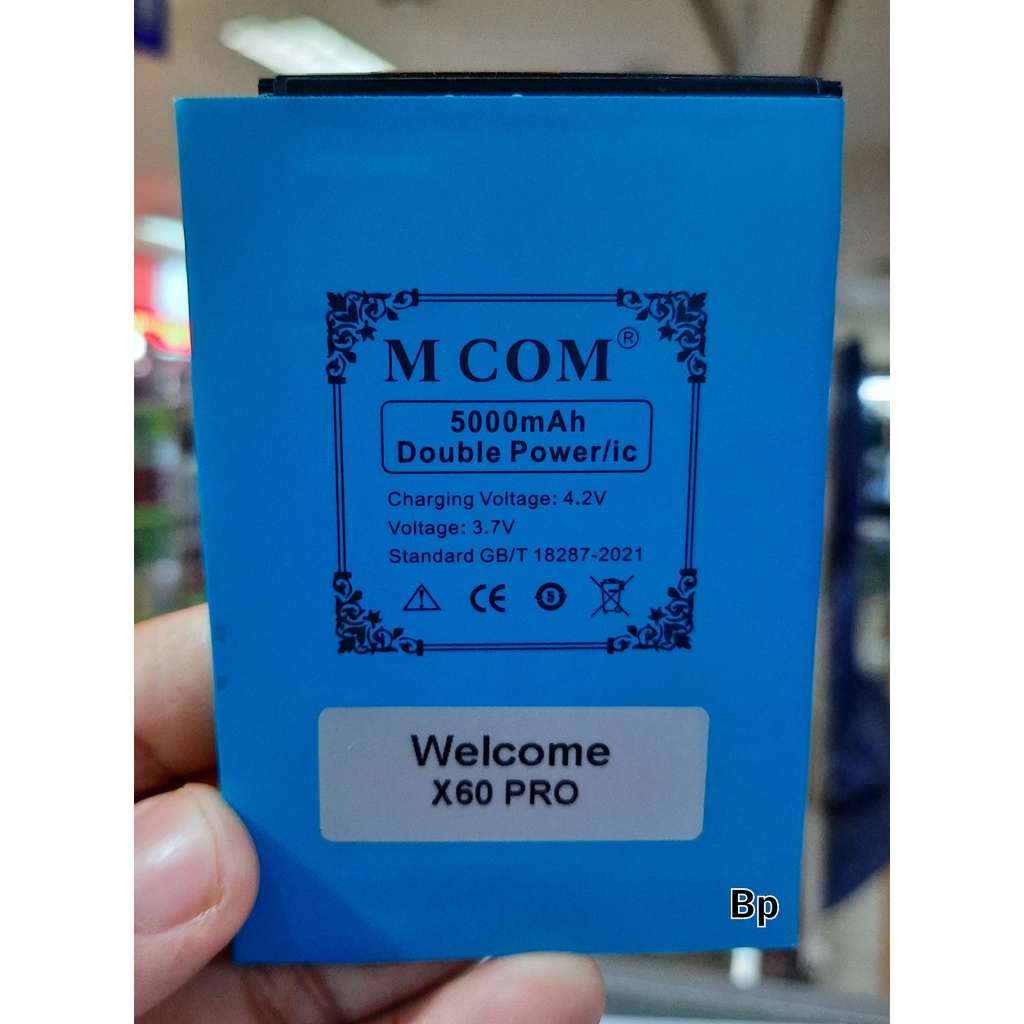 M COM®
5000mAh
Double Power/ic
Charging Voltage: 4.2V
Voltage: 3.7V
Standard GB/T 18287-2021
CE
S
Welcome
X60 PRO
Bp